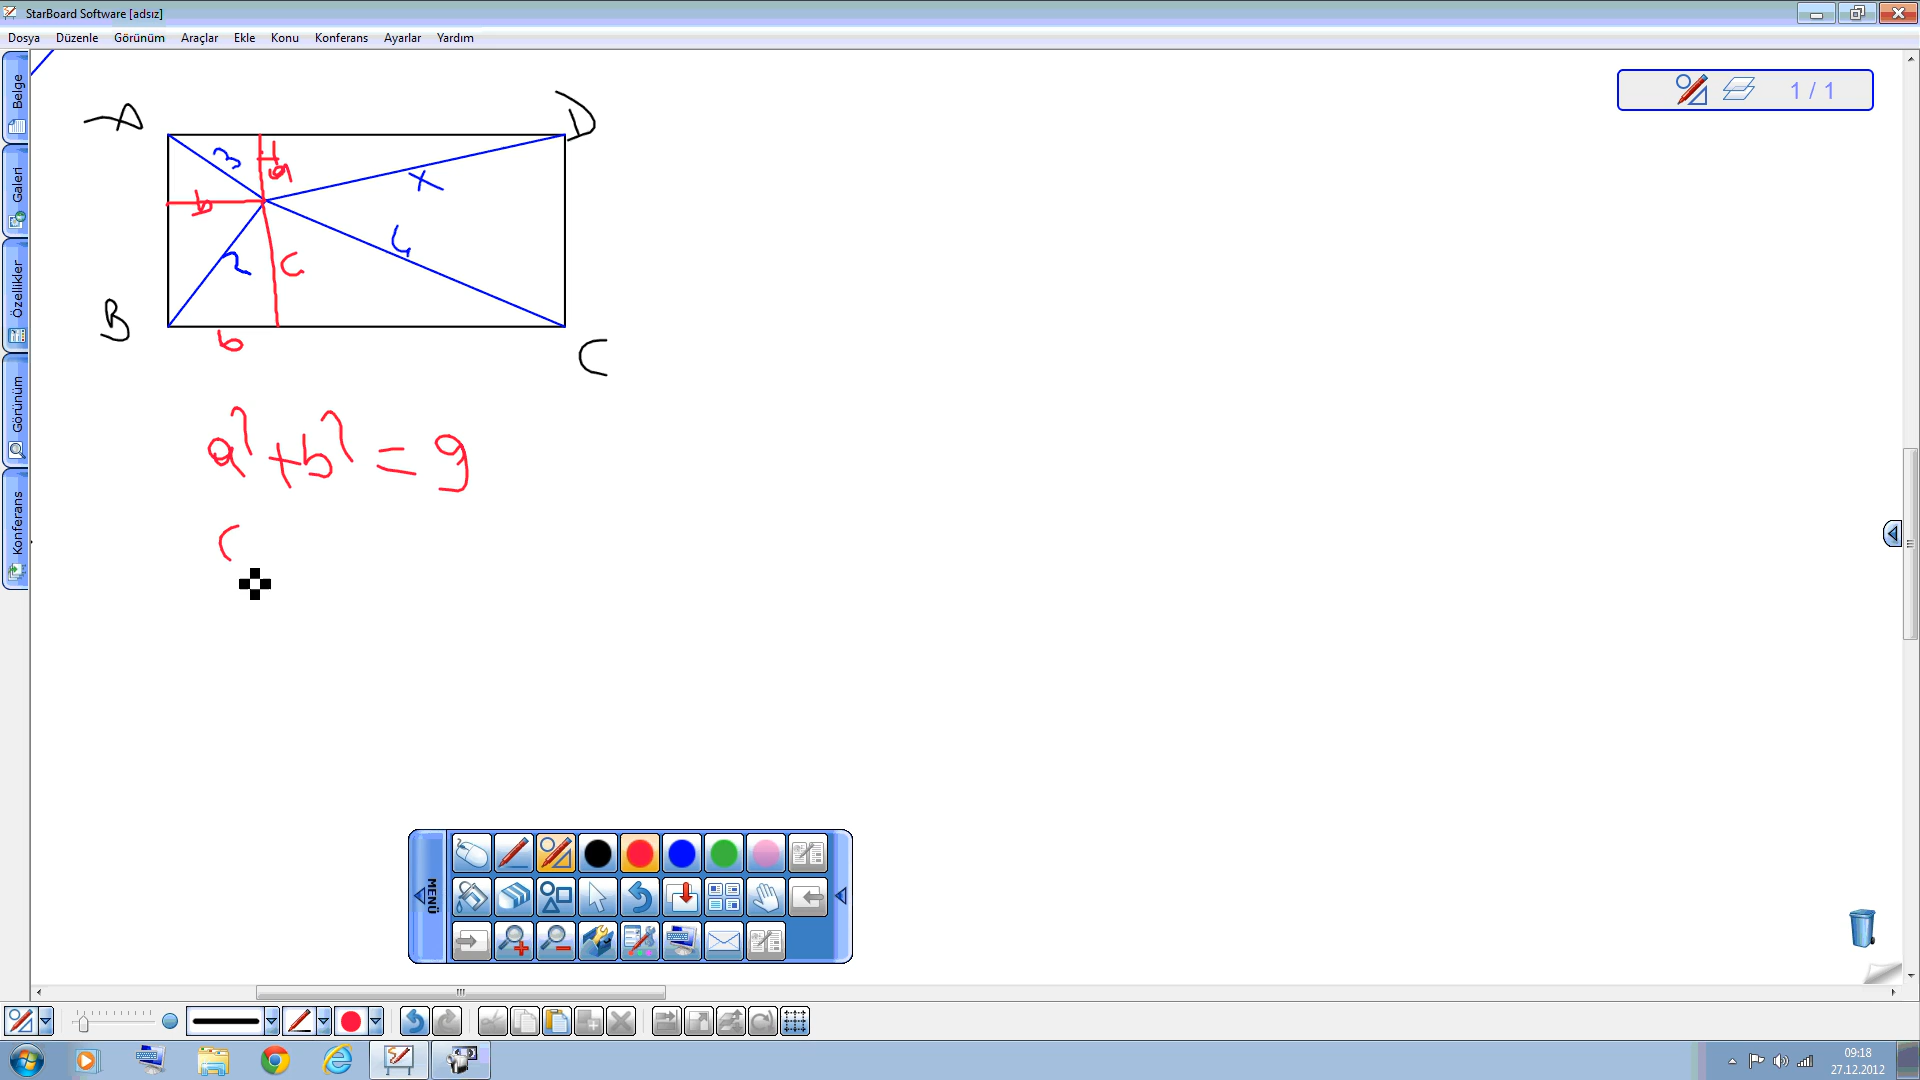 StarBoard Software [adsız]
Dosya Düzenle Görünüm Araçlar Ekle Konu Konferans Ayarlar Yardım
Belge
Galeri
Özellikler
Görünüm
Konferans
1 / 1
A D
3 a
b x
4
2 c
B b C
a² + b² = 9
c
MENÜ
09:18
27.12.2012